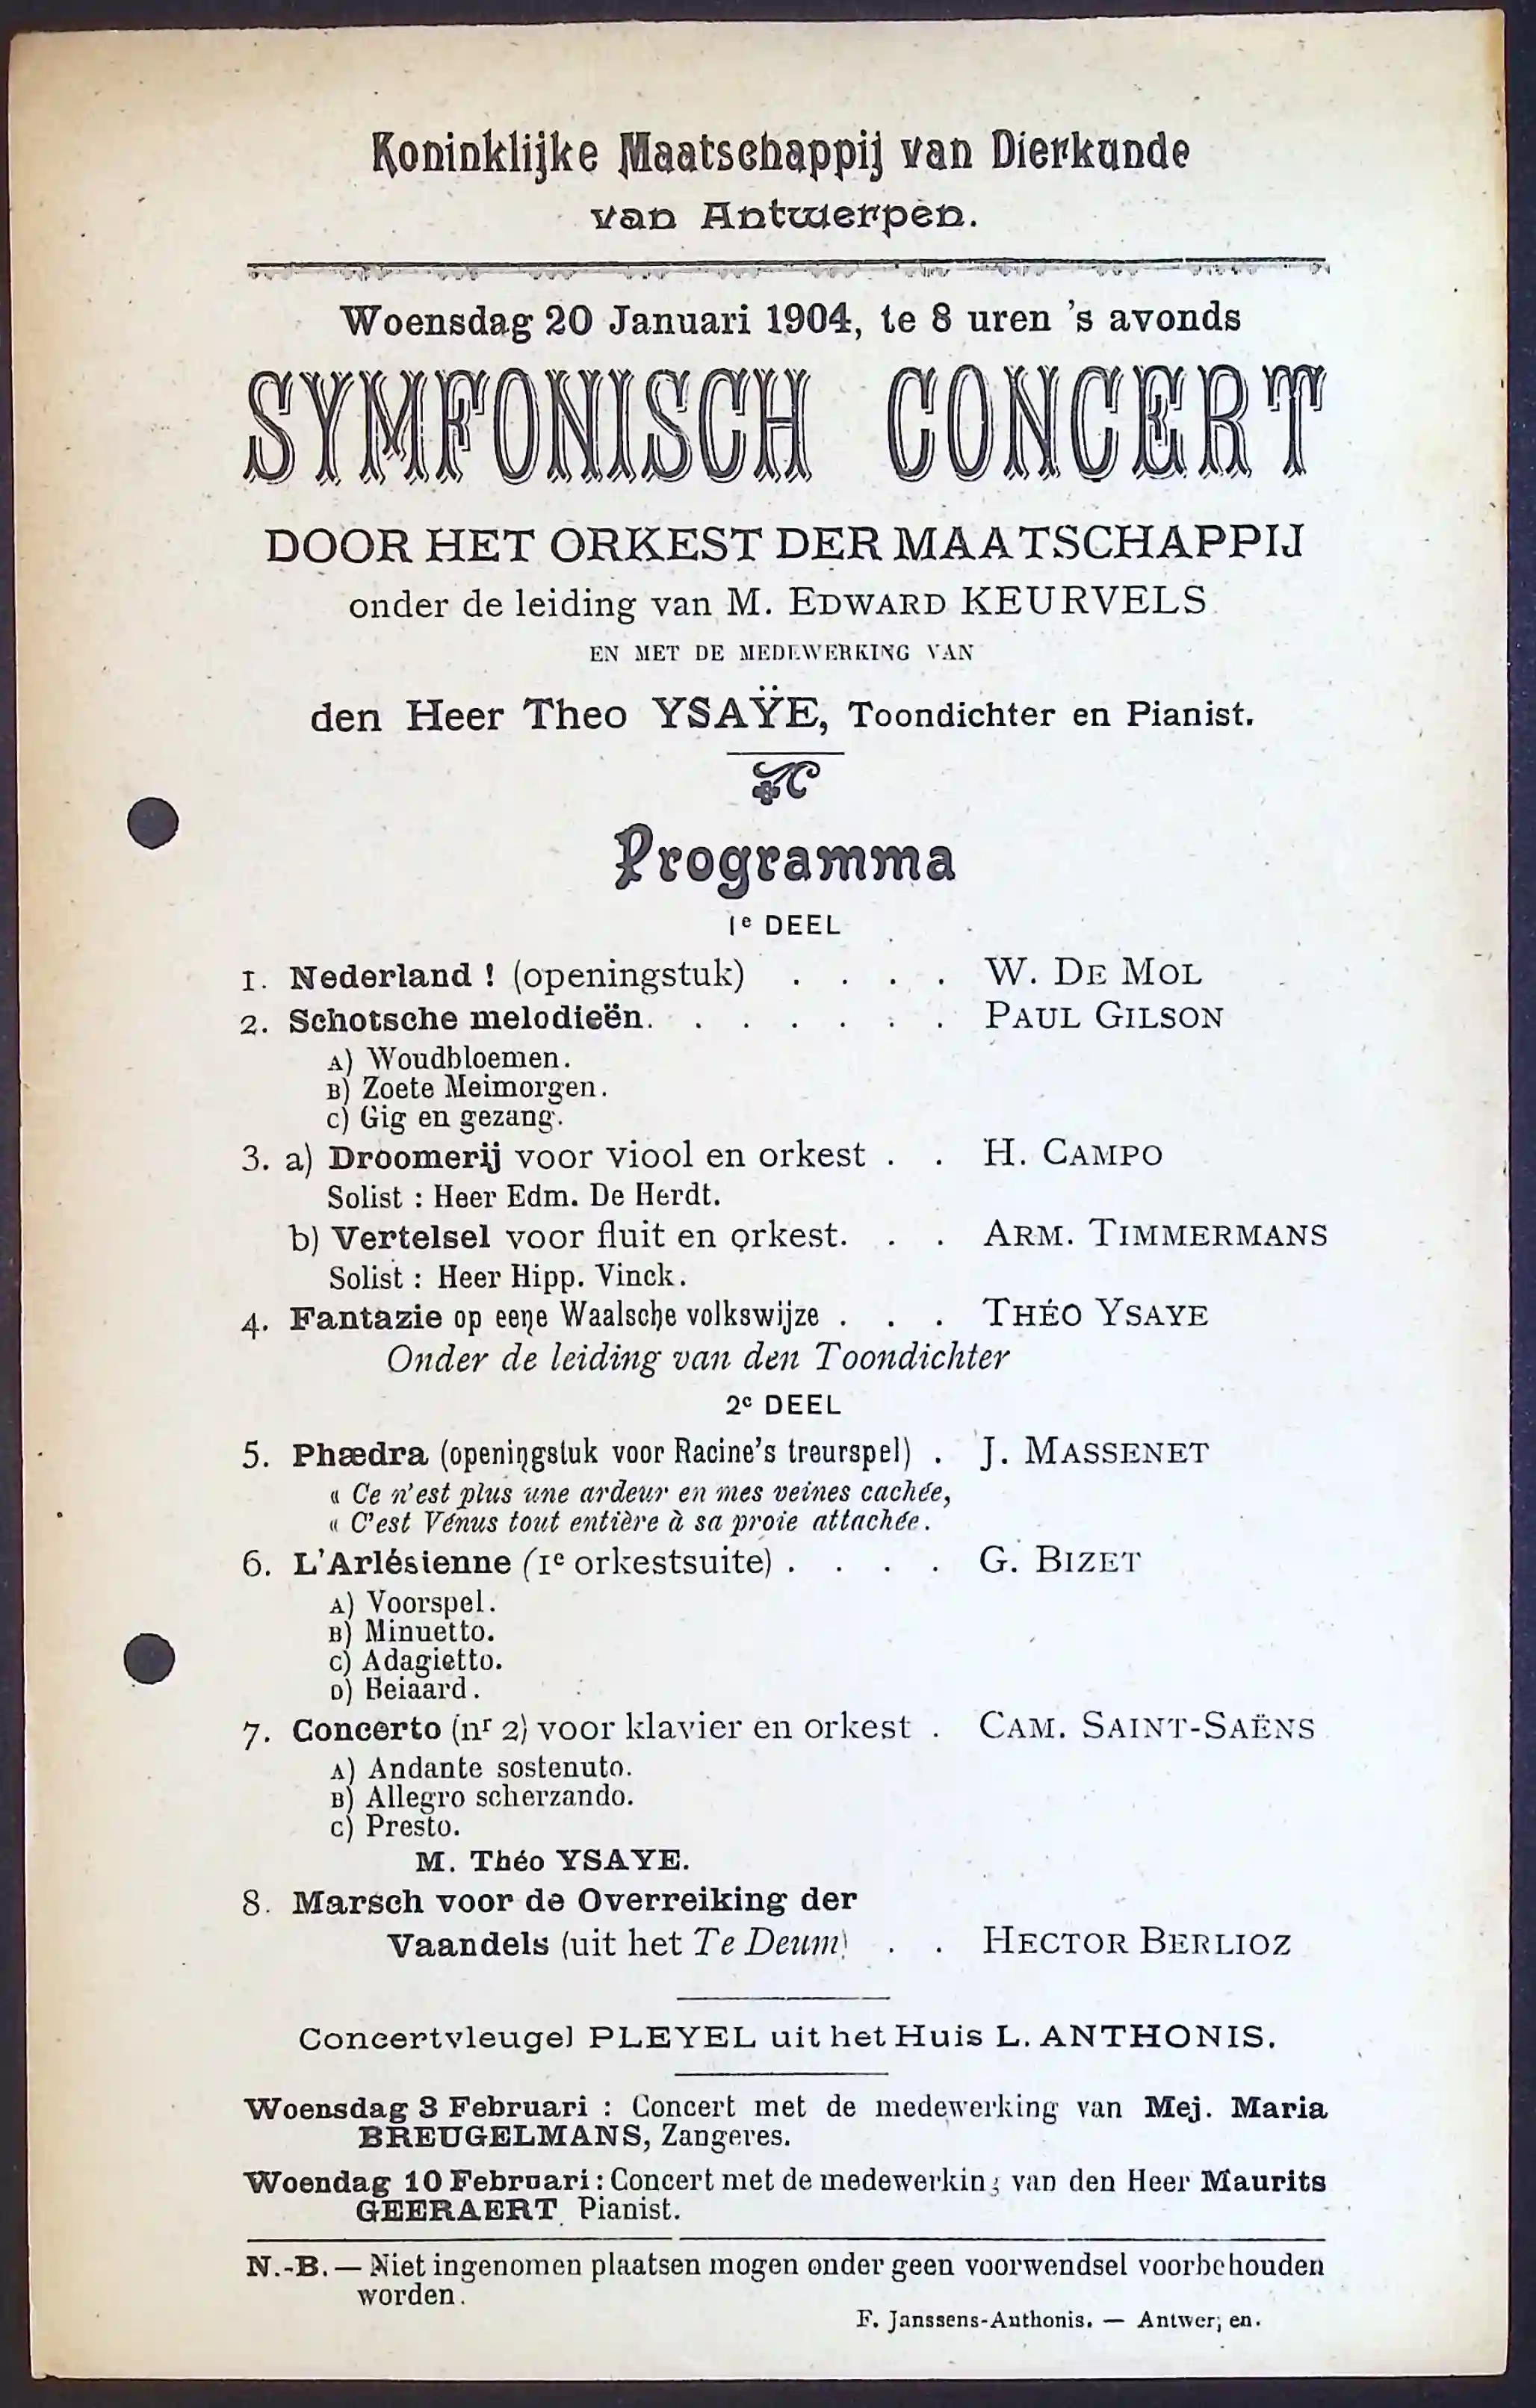 Koninklijke Maatschappij van Dierkunde
van Antwerpen.
Woensdag 20 Januari 1904, te 8 uren 's avonds
SYMFONISCH CONCERT
DOOR HET ORKEST DER MAATSCHAPPIJ
onder de leiding van M. EDWARD KEURVELS
EN MET DE MEDEWERKING VAN
den Heer Theo YSAŸE, Toondichter en Pianist.
Programma
1e DEEL
1. Nederland ! (openingstuk) . . . . W. DE MOL
2. Schotsche melodieën. . . . . . . PAUL GILSON
A) Woudbloemen.
B) Zoete Meimorgen.
C) Gig en gezang.
3. a) Droomerij voor viool en orkest . . H. CAMPO
Solist : Heer Edm. De Herdt.
b) Vertelsel voor fluit en orkest. . . ARM. TIMMERMANS
Solist : Heer Hipp. Vinck.
4. Fantazie op eene Waalsche volkswijze . . . THÉO YSAYE
Onder de leiding van den Toondichter
2e DEEL
5. Phædra (openingstuk voor Racine's treurspel) . J. MASSENET
« Ce n'est plus une ardeur en mes veines cachée,
« C'est Vénus tout entière à sa proie attachée.
6. L'Arlésienne (1e orkestsuite) . . . . G. BIZET
A) Voorspel.
B) Minuetto.
C) Adagietto.
D) Beiaard.
7. Concerto (nr 2) voor klavier en orkest . CAM. SAINT-SAËNS
A) Andante sostenuto.
B) Allegro scherzando.
C) Presto.
M. Théo YSAYE.
8. Marsch voor de Overreiking der
Vaandels (uit het Te Deum) . . HECTOR BERLIOZ
Concertvleugel PLEYEL uit het Huis L. ANTHONIS.
Woensdag 3 Februari : Concert met de medewerking van Mej. Maria
BREUGELMANS, Zangeres.
Woendag 10 Februari : Concert met de medewerking van den Heer Maurits
GEERAERT Pianist.
N.-B. — Niet ingenomen plaatsen mogen onder geen voorwendsel voorbehouden
worden.
F. Janssens-Anthonis. — Antwerpen.